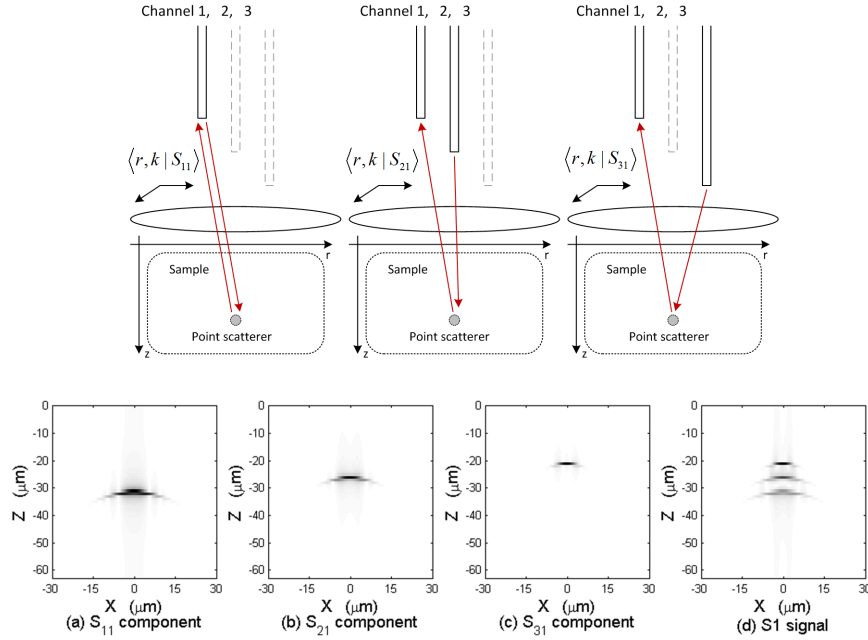 Channel 1, 2, 3
Channel 1, 2, 3
Channel 1, 2, 3
⟨r, k | S₁₁⟩
⟨r, k | S₂₁⟩
⟨r, k | S₃₁⟩
r
r
r
Sample
Sample
Sample
Point scatterer
Point scatterer
Point scatterer
z
z
z
0
-10
-20
-30
-40
-50
-60
Z (μm)
-30 -15 0 15 30
X (μm)
(a) S₁₁ component
0
-10
-20
-30
-40
-50
-60
Z (μm)
-30 -15 0 15 30
X (μm)
(b) S₂₁ component
0
-10
-20
-30
-40
-50
-60
Z (μm)
-30 -15 0 15 30
X (μm)
(c) S₃₁ component
0
-10
-20
-30
-40
-50
-60
Z (μm)
-30 -15 0 15 30
X (μm)
(d) S1 signal